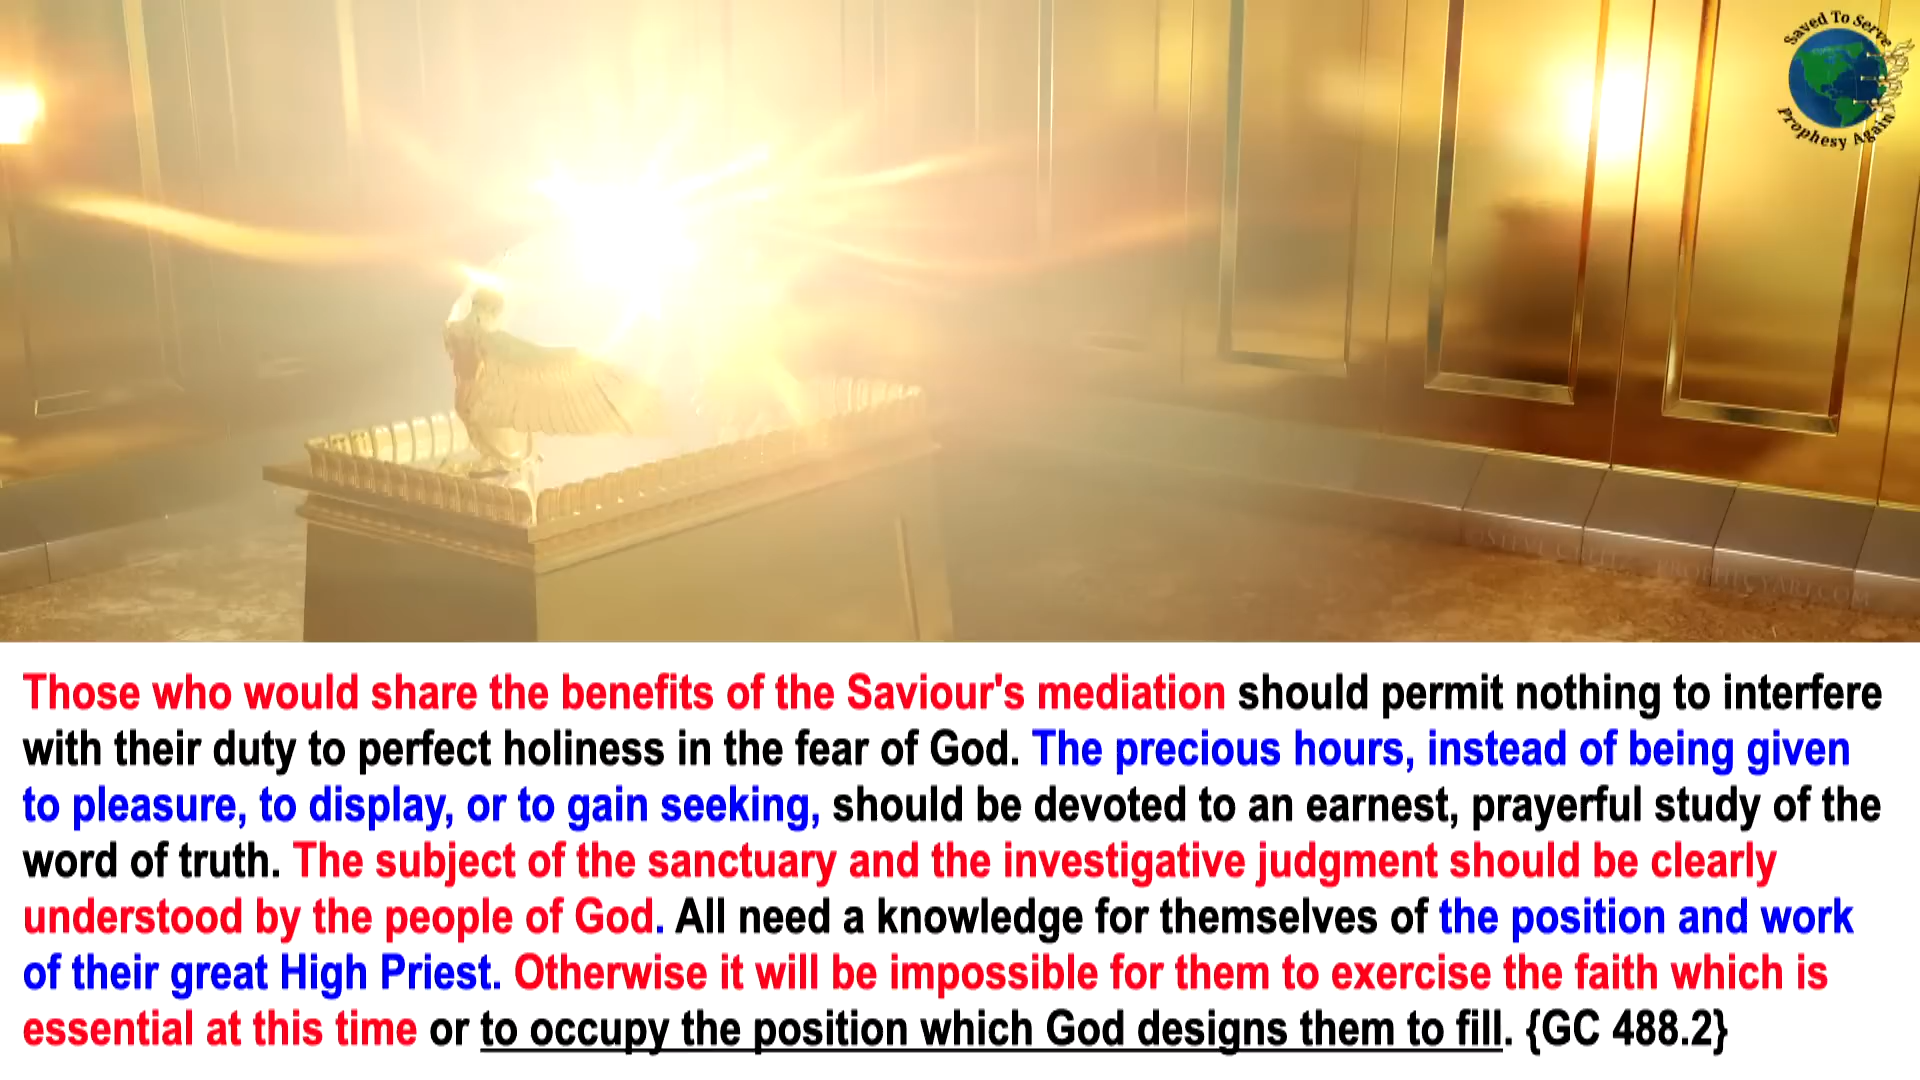 Saved To Serve
Prophesy Again
Those who would share the benefits of the Saviour's mediation should permit nothing to interfere
with their duty to perfect holiness in the fear of God. The precious hours, instead of being given
to pleasure, to display, or to gain seeking, should be devoted to an earnest, prayerful study of the
word of truth. The subject of the sanctuary and the investigative judgment should be clearly
understood by the people of God. All need a knowledge for themselves of the position and work
of their great High Priest. Otherwise it will be impossible for them to exercise the faith which is
essential at this time or to occupy the position which God designs them to fill. {GC 488.2}